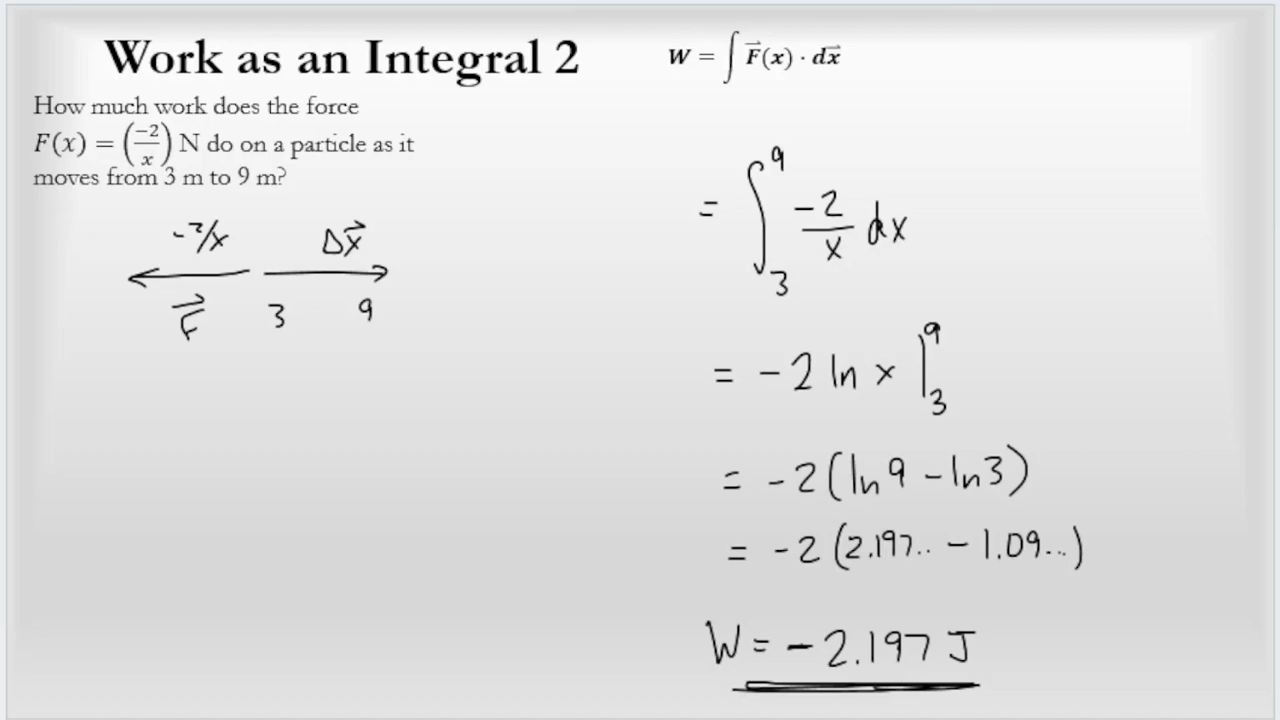 Work as an Integral 2
W = ∫ F⃗(x) · dx⃗
How much work does the force
F(x) = (−2/x) N do on a particle as it
moves from 3 m to 9 m?
-2/x Δx⃗
F⃗ 3 9
= ∫₃⁹ -2/x dx
= -2 ln x |₃⁹
= -2(ln 9 - ln 3)
= -2(2.197.. - 1.09...)
W = -2.197 J